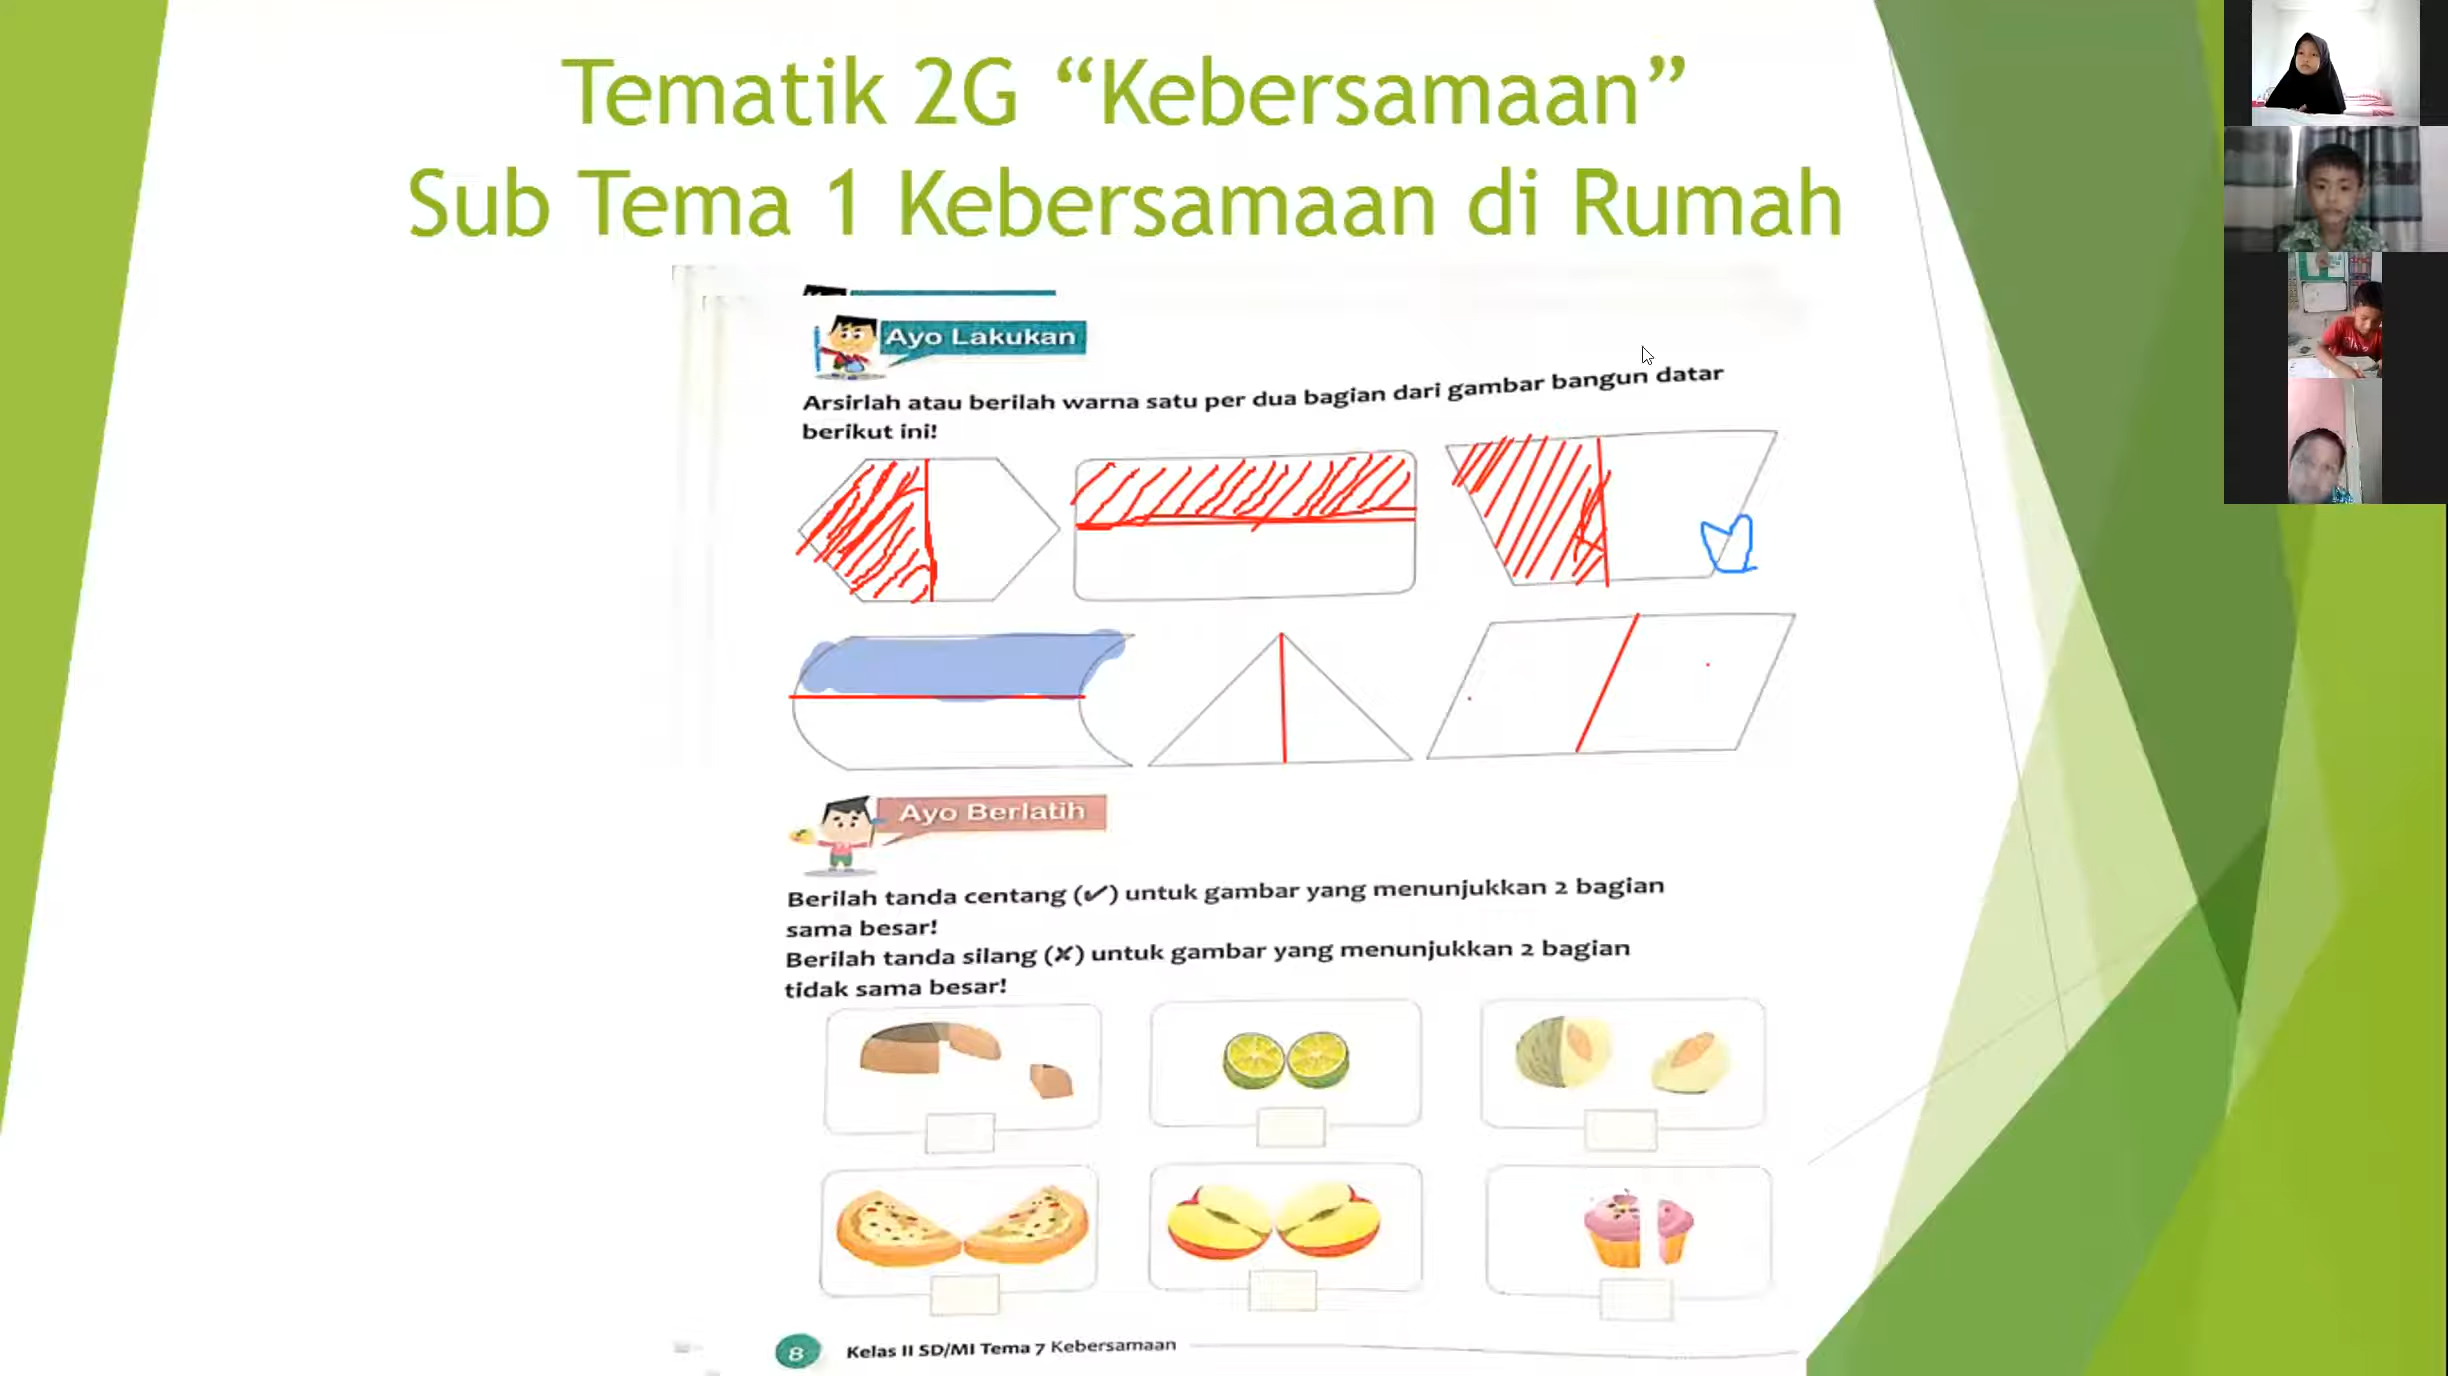 Tematik 2G “Kebersamaan”
Sub Tema 1 Kebersamaan di Rumah
Ayo Lakukan
Arsirlah atau berilah warna satu per dua bagian dari gambar bangun datar
berikut ini!
Ayo Berlatih
Berilah tanda centang (✔) untuk gambar yang menunjukkan 2 bagian
sama besar!
Berilah tanda silang (✘) untuk gambar yang menunjukkan 2 bagian
tidak sama besar!
8 Kelas II SD/MI Tema 7 Kebersamaan